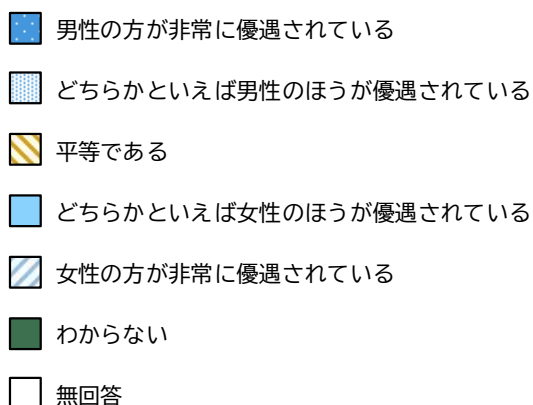 男性の方が非常に優遇されている
どちらかといえば男性のほうが優遇されている
平等である
どちらかといえば女性のほうが優遇されている
女性の方が非常に優遇されている
わからない
無回答